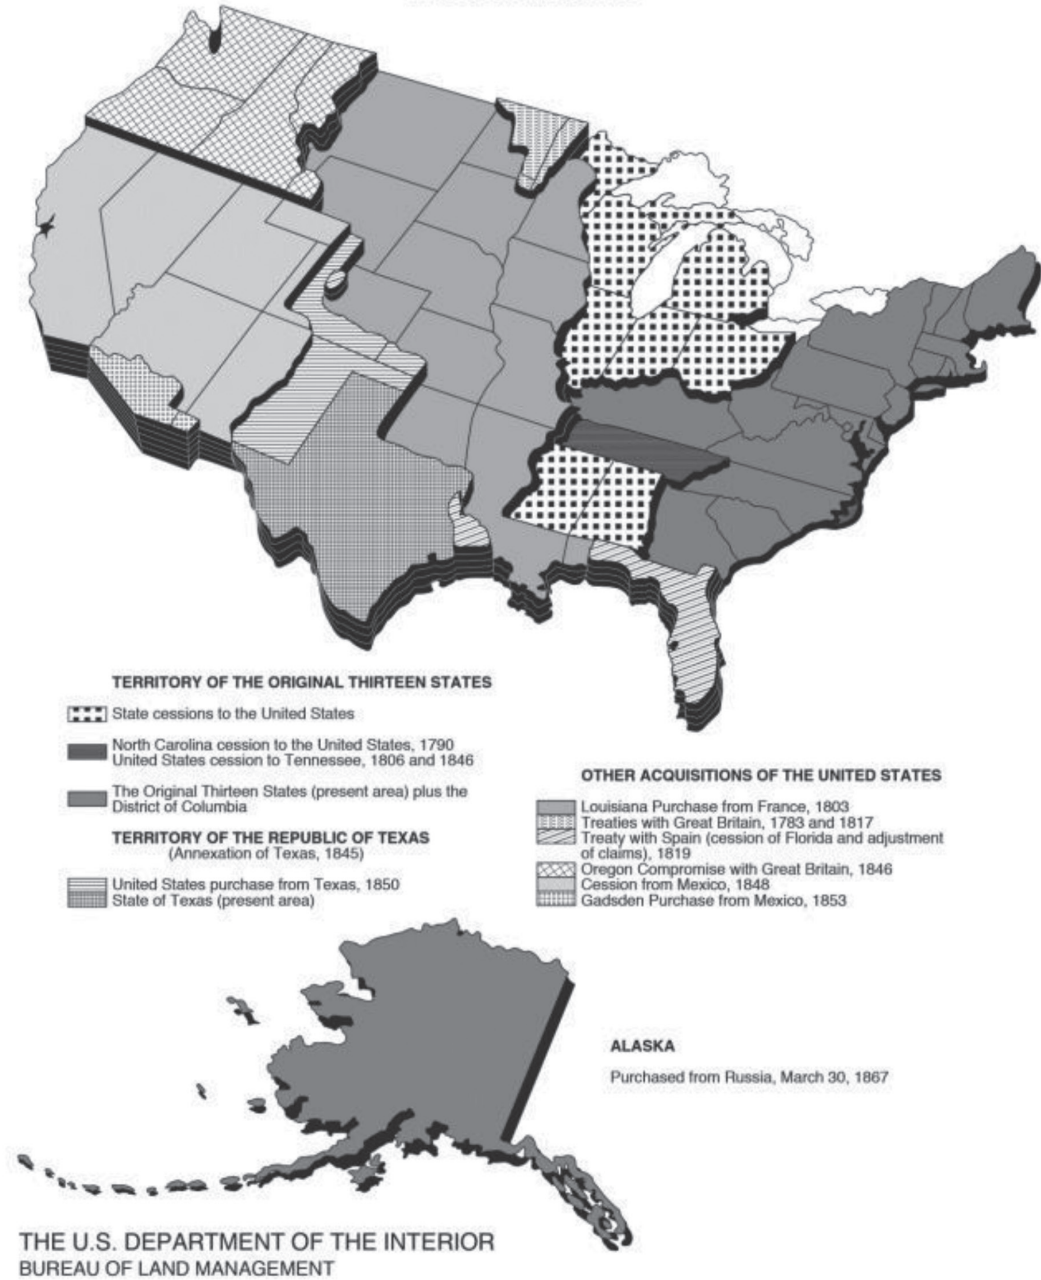 TERRITORY OF THE ORIGINAL THIRTEEN STATES
State cessions to the United States
North Carolina cession to the United States, 1790
United States cession to Tennessee, 1806 and 1846
The Original Thirteen States (present area) plus the
District of Columbia
TERRITORY OF THE REPUBLIC OF TEXAS
(Annexation of Texas, 1845)
United States purchase from Texas, 1850
State of Texas (present area)
OTHER ACQUISITIONS OF THE UNITED STATES
Louisiana Purchase from France, 1803
Treaties with Great Britain, 1783 and 1817
Treaty with Spain (cession of Florida and adjustment
of claims), 1819
Oregon Compromise with Great Britain, 1846
Cession from Mexico, 1848
Gadsden Purchase from Mexico, 1853
ALASKA
Purchased from Russia, March 30, 1867
THE U.S. DEPARTMENT OF THE INTERIOR
BUREAU OF LAND MANAGEMENT